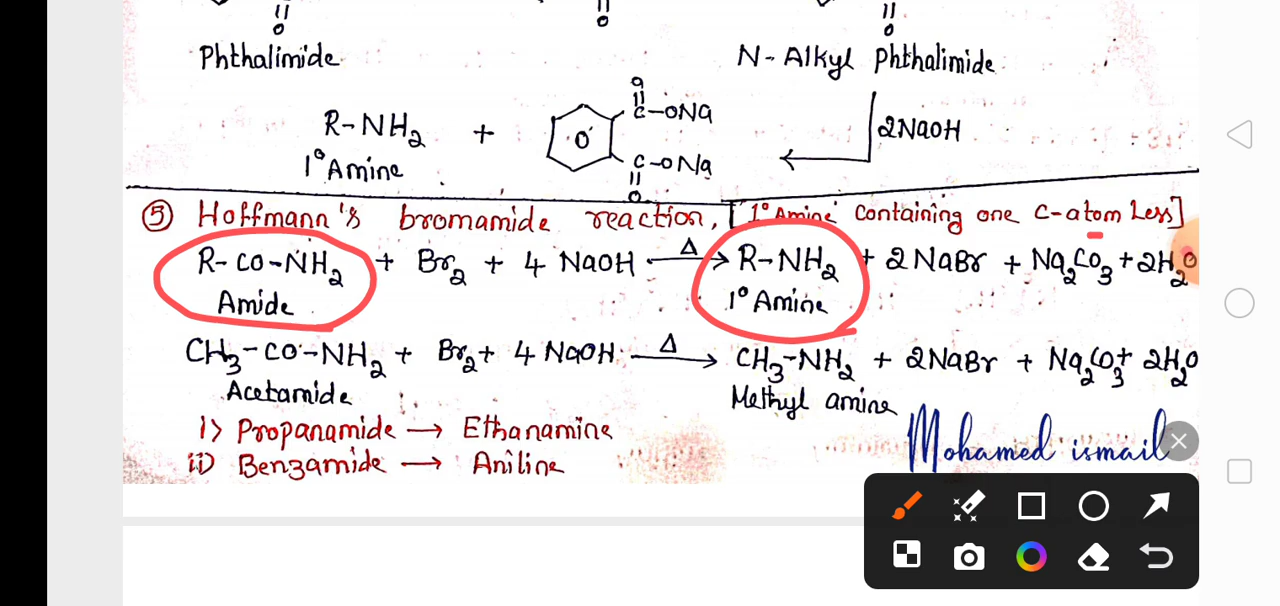 || || ||
O O O
Phthalimide N-Alkyl Phthalimide
O
||
C-ONa
R-NH₂ + O 2NaOH
1° Amine C-ONa
||
O
⑤ Hoffmann's bromamide reaction, [1° Amine containing one C-atom Less]
R-CO-NH₂ + Br₂ + 4 NaOH —Δ→ R-NH₂ + 2NaBr + Na₂CO₃ + 2H₂O
Amide 1° Amine
CH₃-CO-NH₂ + Br₂ + 4 NaOH —Δ→ CH₃-NH₂ + 2NaBr + Na₂CO₃ + 2H₂O
Acetamide Methyl amine
i) Propanamide → Ethanamine
ii) Benzamide → Aniline
Mohamed ismail